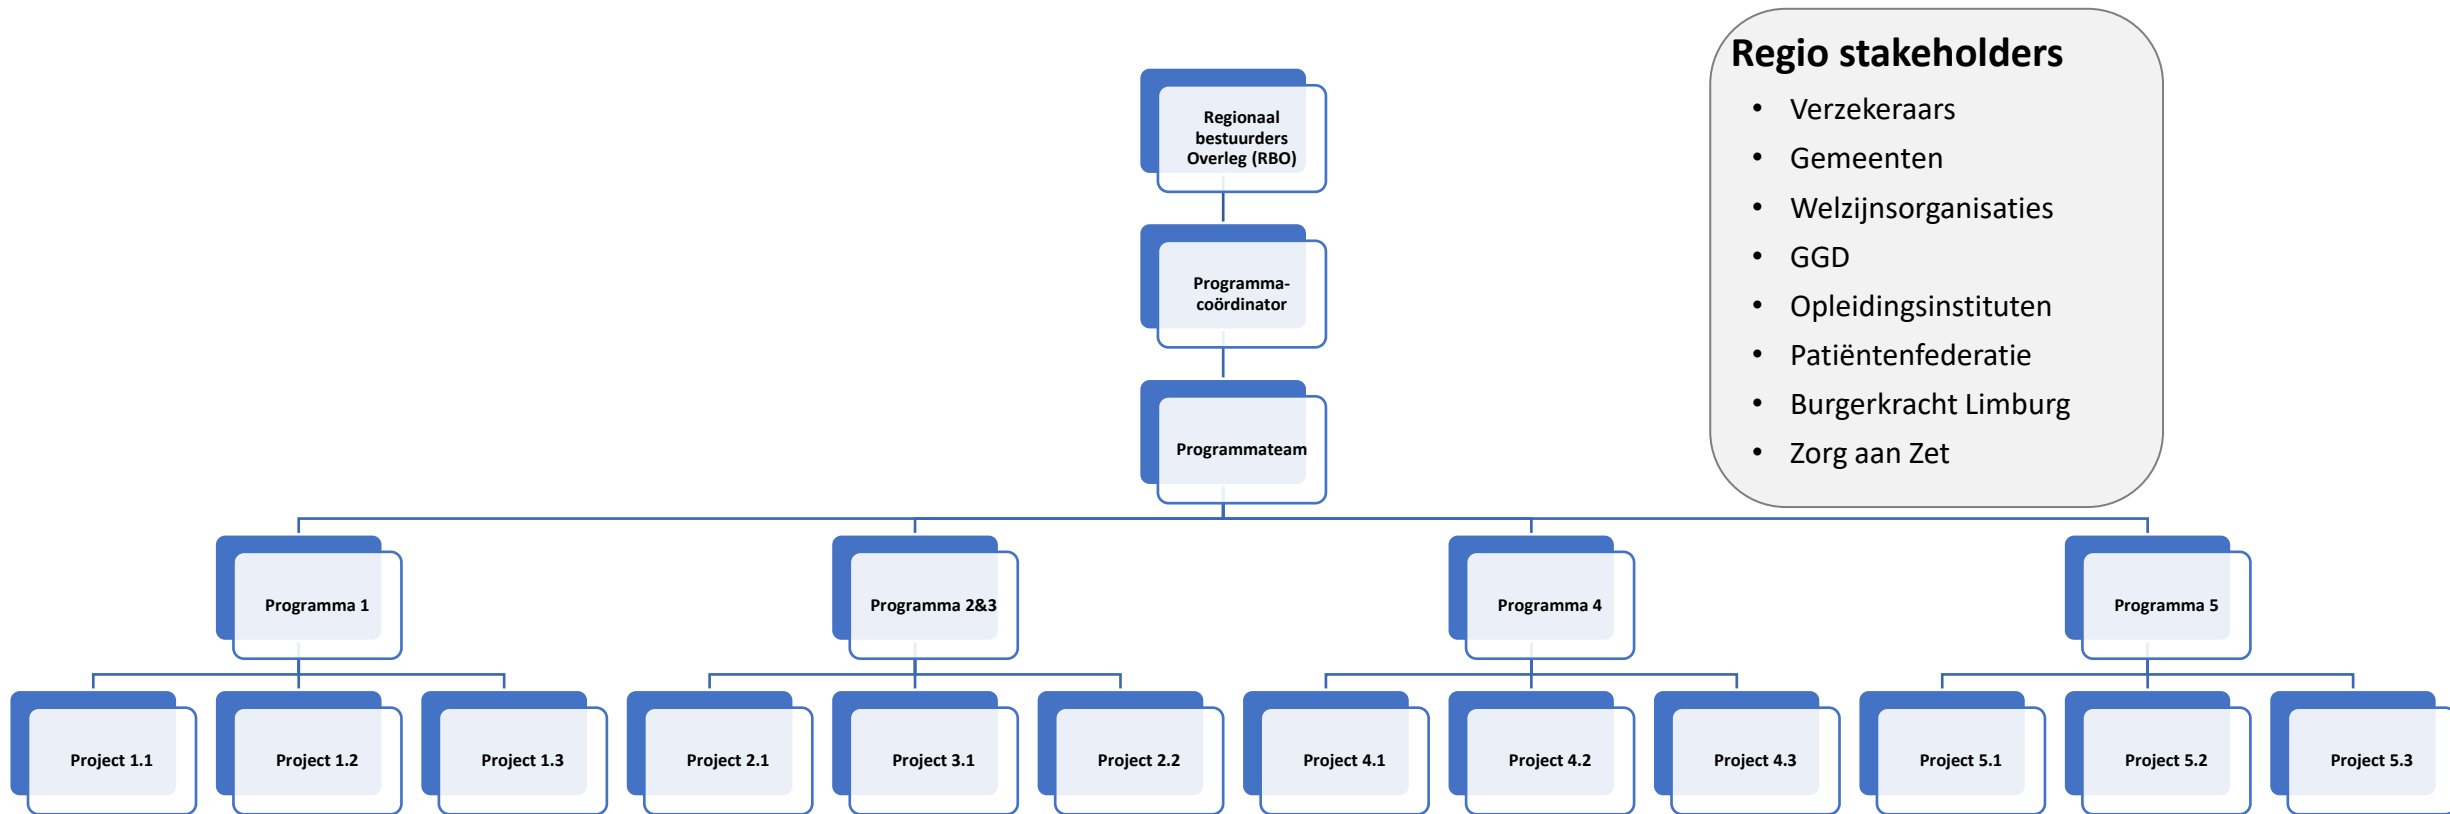 Regio stakeholders
• Verzekeraars
• Gemeenten
• Welzijnsorganisaties
• GGD
• Opleidingsinstituten
• Patiëntenfederatie
• Burgerkracht Limburg
• Zorg aan Zet
Regionaal
bestuurders
Overleg (RBO)
Programma-
coördinator
Programmateam
Programma 1
Programma 2&3
Programma 4
Programma 5
Project 1.1
Project 1.2
Project 1.3
Project 2.1
Project 3.1
Project 2.2
Project 4.1
Project 4.2
Project 4.3
Project 5.1
Project 5.2
Project 5.3